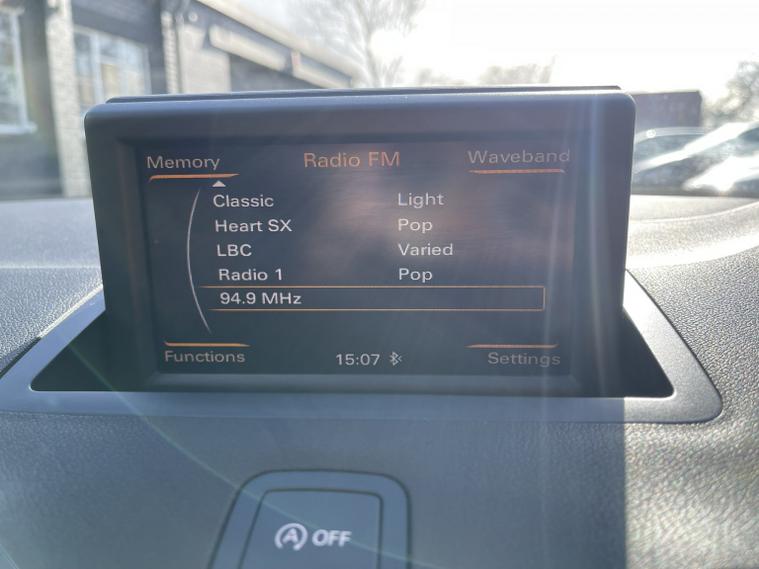 Memory Radio FM Waveband
Classic Light
Heart SX Pop
LBC Varied
Radio 1 Pop
94.9 MHz
Functions 15:07 Settings
A OFF